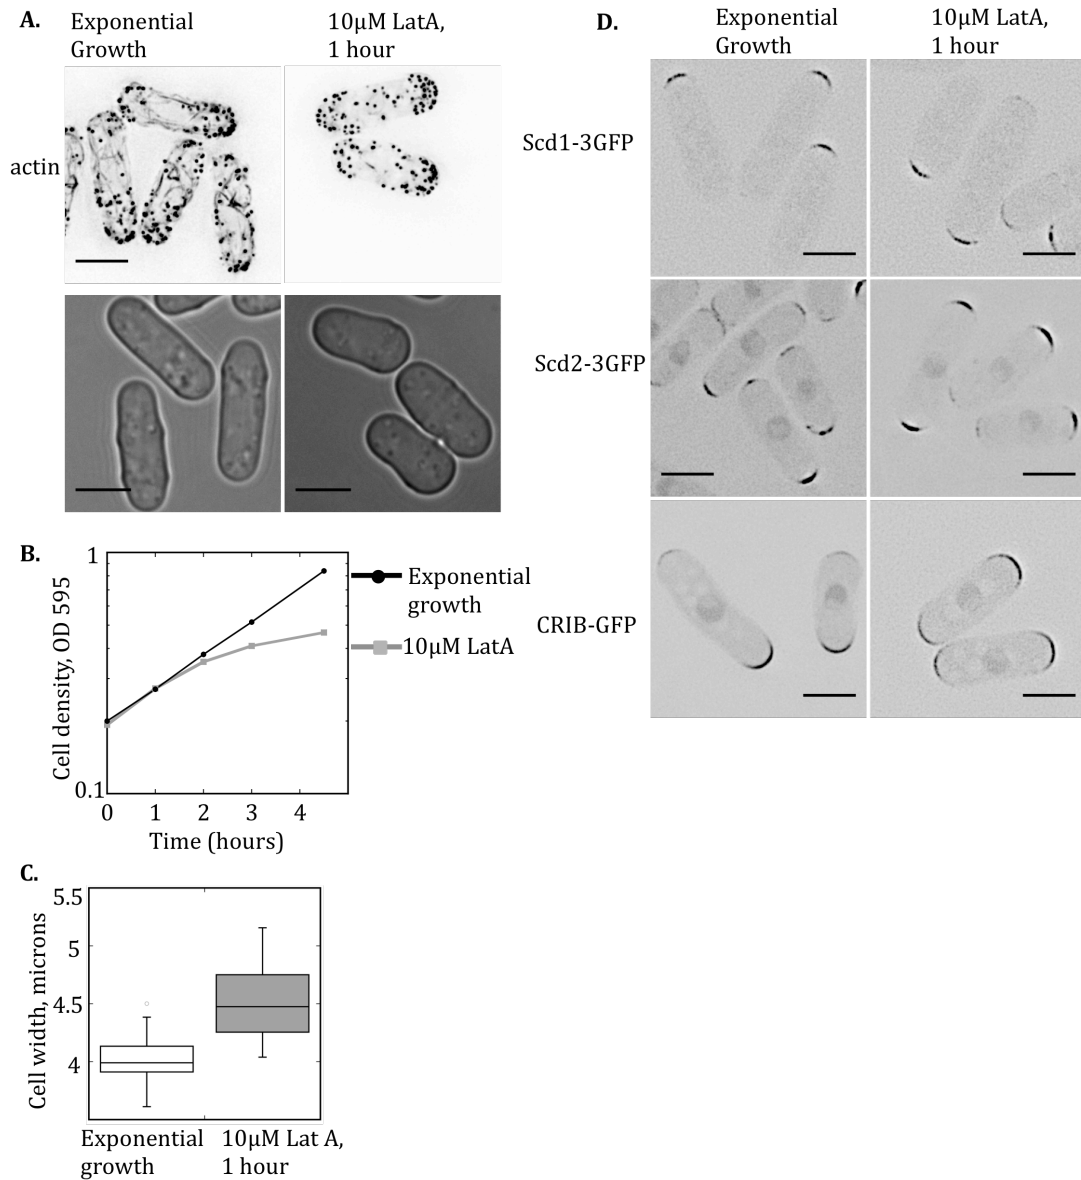 A.
Exponential
Growth
10µM LatA,
1 hour
actin
B.
1
Cell density, OD 595
0.1
0
1
2
3
4
Time (hours)
Exponential
growth
10µM LatA
C.
5.5
5
4.5
4
Cell width, microns
Exponential
growth
10µM Lat A,
1 hour
D.
Exponential
Growth
10µM LatA,
1 hour
Scd1-3GFP
Scd2-3GFP
CRIB-GFP